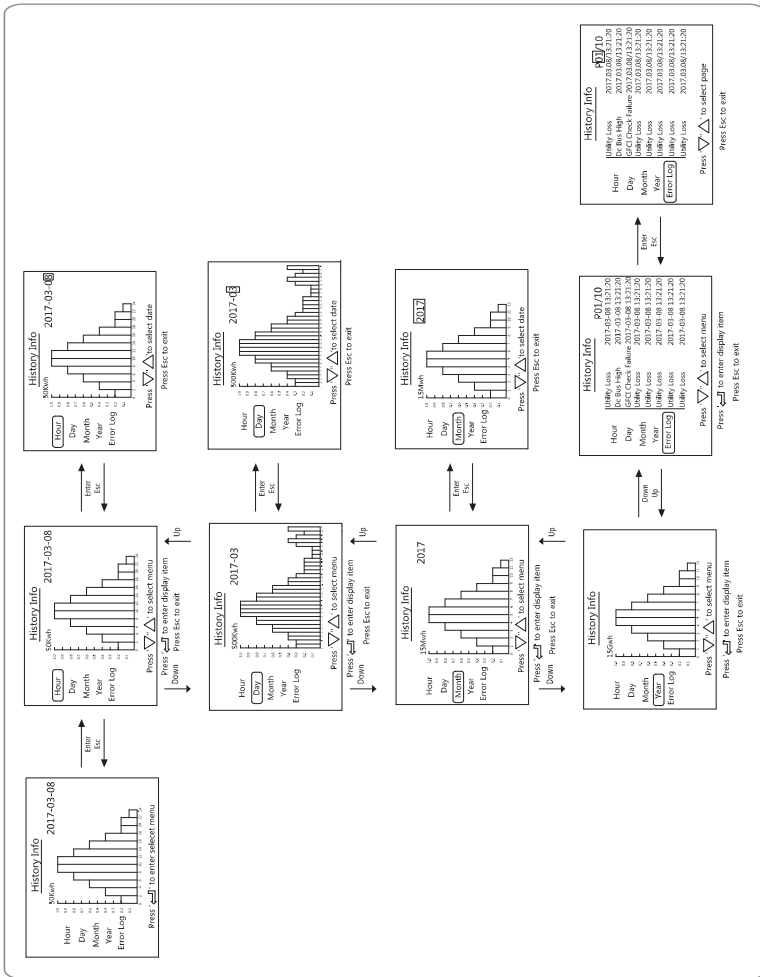 History Info
50Kwh
2017-03-08
Hour
Day
Month
Year
Error Log
Press " " to enter selecet menu
Enter
Esc
History Info
50Kwh
2017-03-08
Hour
Day
Month
Year
Error Log
Press " " to select menu
Press " to enter display item
Press Esc to exit
Enter
Esc
History Info
50Kwh
2017-03-08
Hour
Day
Month
Year
Error Log
Press " " to select date
Press Esc to exit
Down
Up
History Info
500Kwh
2017-03
Hour
Day
Month
Year
Error Log
Press " " to select menu
Press " to enter display item
Press Esc to exit
Enter
Esc
History Info
500Kwh
2017-03
Hour
Day
Month
Year
Error Log
Press " " to select date
Press Esc to exit
Down
Up
History Info
15Mwh
2017
Hour
Day
Month
Year
Error Log
Press " " to select menu
Press " to enter display item
Press Esc to exit
Enter
Esc
History Info
15Mwh
2017
Hour
Day
Month
Year
Error Log
Press " " to select date
Press Esc to exit
Down
Up
History Info
15Gwh
Hour
Day
Month
Year
Error Log
Press " " to select menu
Press " to enter display item
Press Esc to exit
Down
Up
History Info
P01/10
Hour
Day
Month
Year
Error Log
Utility Loss 2017-03-08 13:21:20
Dc Bus High 2017-03-08 13:21:20
GFCI Check Failure 2017-03-08 13:21:20
Utility Loss 2017-03-08 13:21:20
Utility Loss 2017-03-08 13:21:20
Utility Loss 2017-03-08 13:21:20
Utility Loss 2017-03-08 13:21:20
Utility Loss 2017-03-08 13:21:20
Press " " to select menu
Press " to enter display item
Press Esc to exit
Enter
Esc
History Info
P01/10
Hour
Day
Month
Year
Error Log
Utility Loss 2017.03.08/13:21:20
Dc Bus High 2017.03.08/13:21:20
GFCI Check Failure 2017.03.08/13:21:20
Utility Loss 2017.03.08/13:21:20
Utility Loss 2017.03.08/13:21:20
Utility Loss 2017.03.08/13:21:20
Utility Loss 2017.03.08/13:21:20
Utility Loss 2017.03.08/13:21:20
Press " " to select page
Press Esc to exit